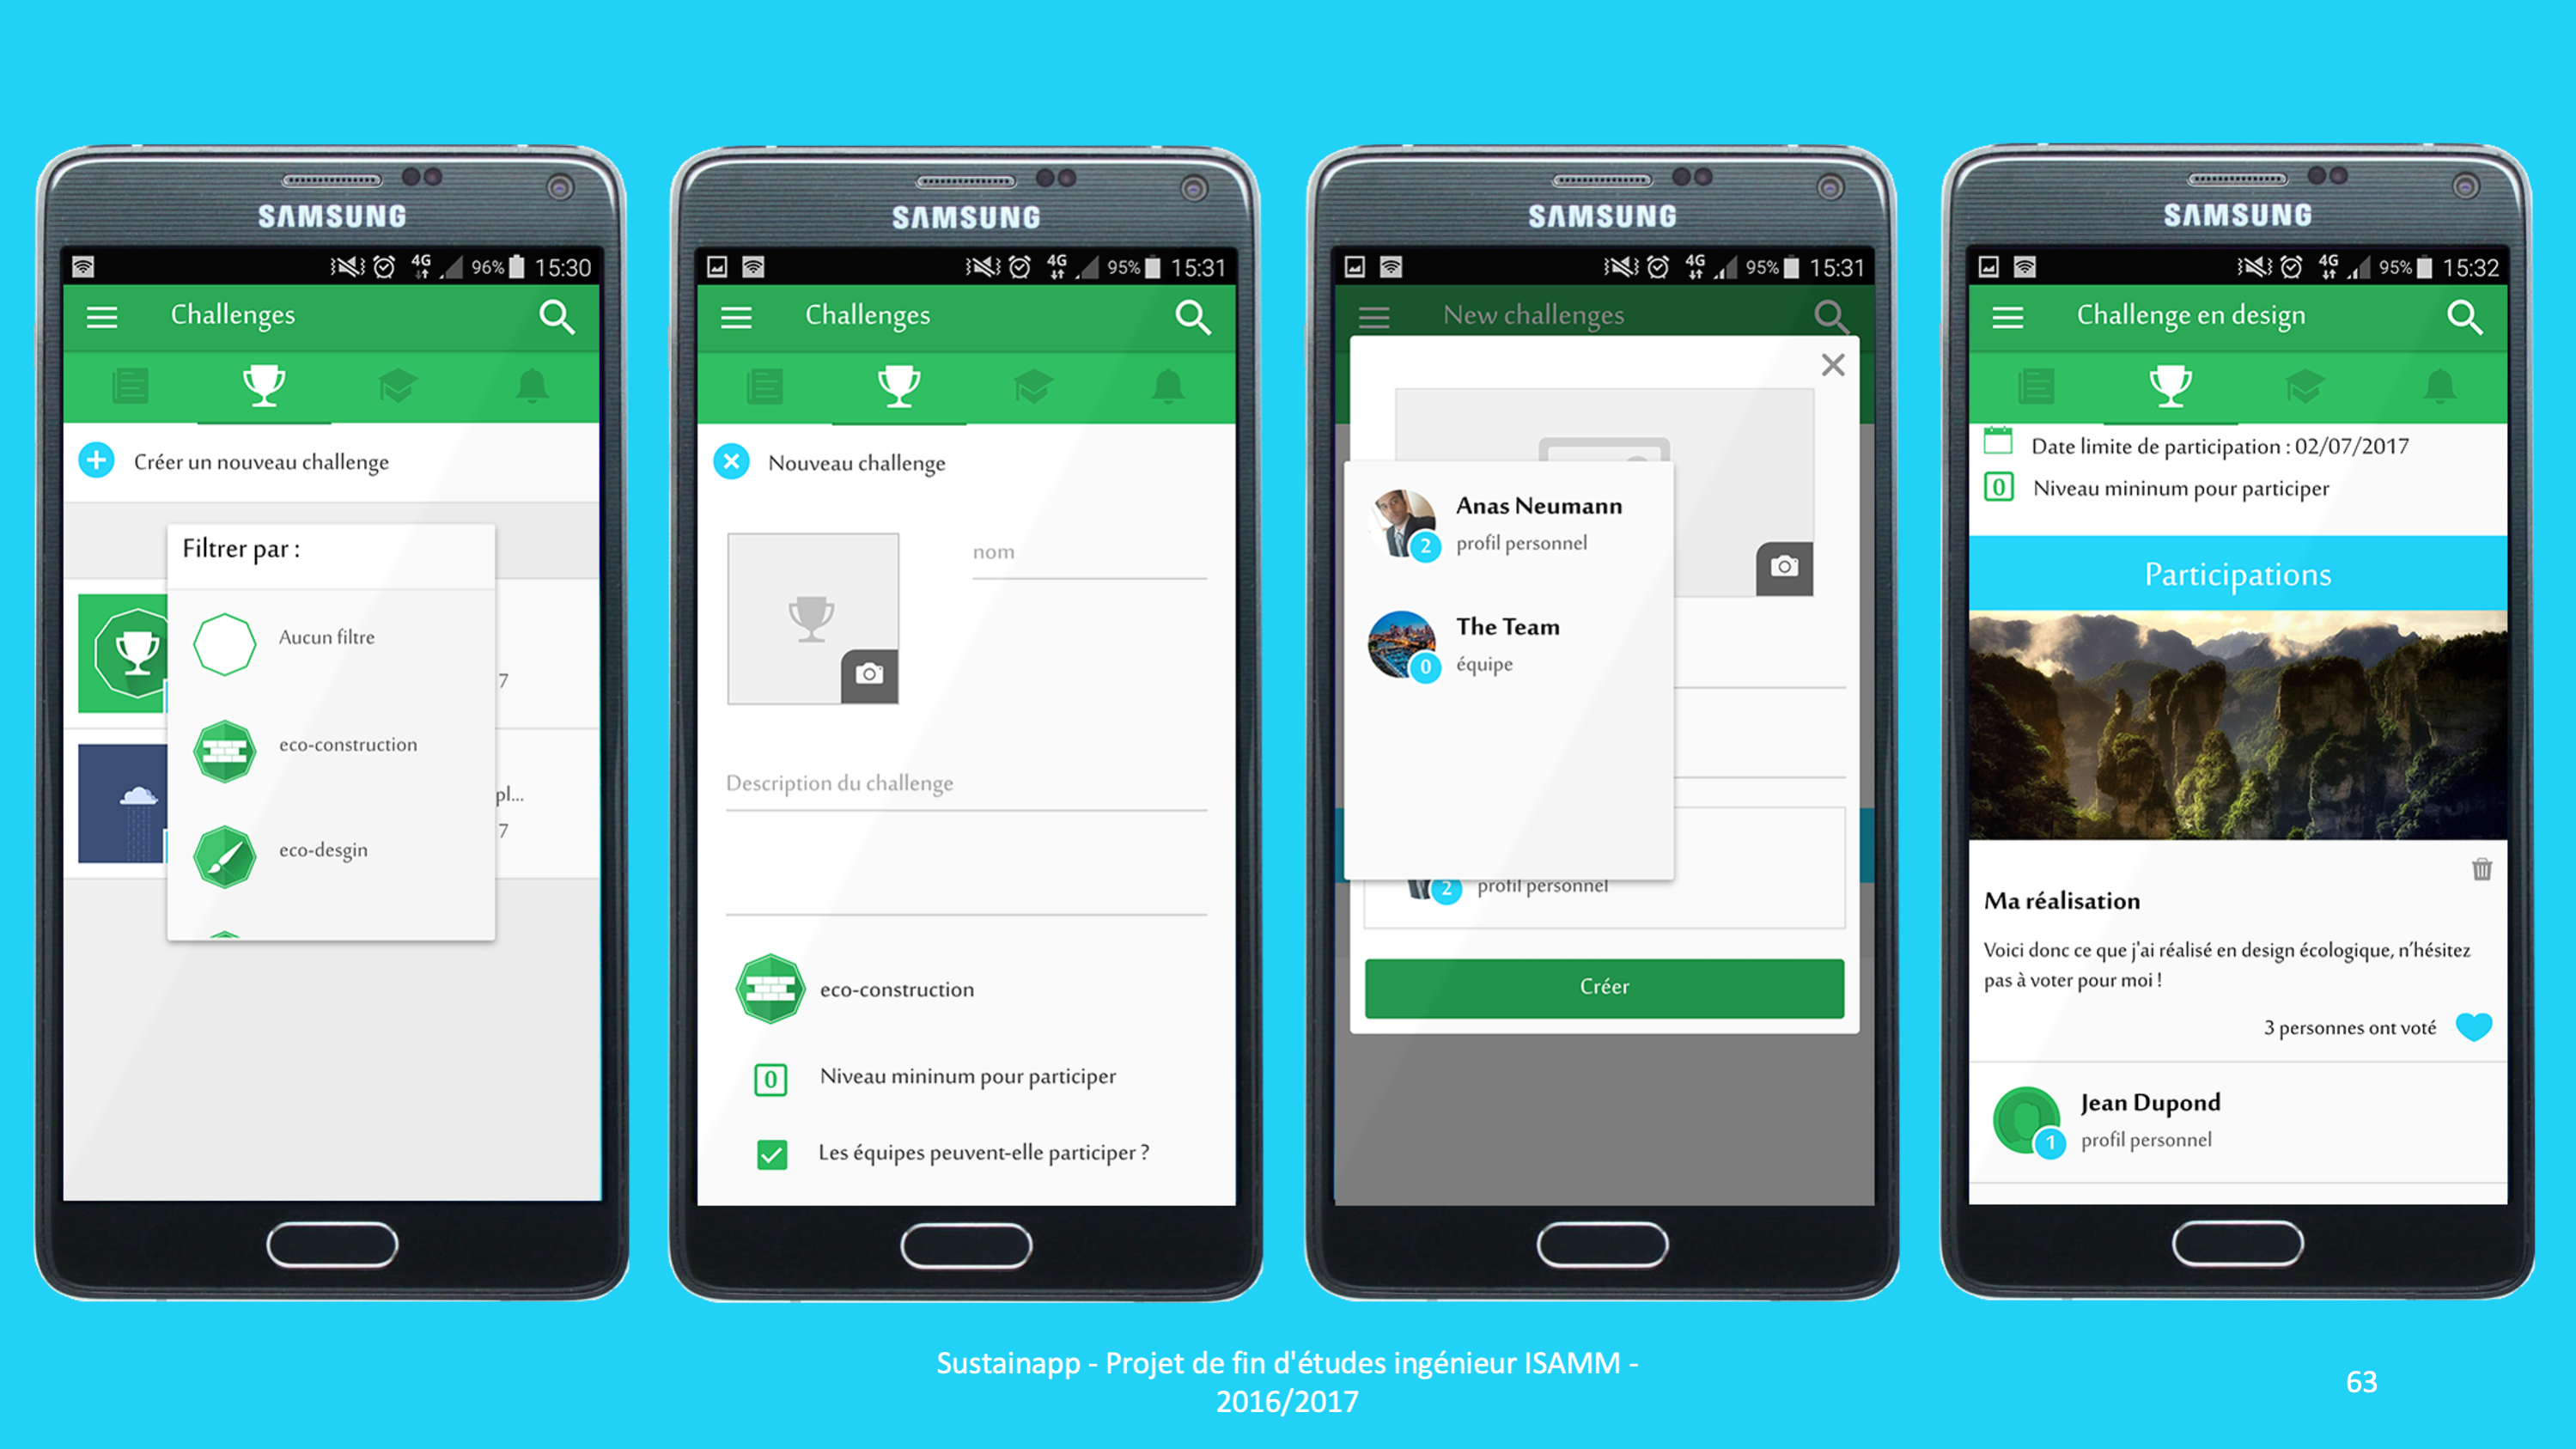 SAMSUNG
96% 15:30
Challenges
Créer un nouveau challenge
Filtrer par :
Aucun filtre
7
eco-construction
pl...
7
eco-desgin
SAMSUNG
4G 95% 15:31
Challenges
Nouveau challenge
nom
Description du challenge
eco-construction
0 Niveau mininum pour participer
Les équipes peuvent-elle participer ?
SAMSUNG
4G 95% 15:31
New challenges
Anas Neumann
2 profil personnel
The Team
0 équipe
2 profil personnel
Créer
SAMSUNG
4G 95% 15:32
Challenge en design
Date limite de participation : 02/07/2017
0 Niveau mininum pour participer
Participations
Ma réalisation
Voici donc ce que j'ai réalisé en design écologique, n’hésitez
pas à voter pour moi !
3 personnes ont voté
Jean Dupond
1 profil personnel
Sustainapp - Projet de fin d'études ingénieur ISAMM -
2016/2017
63